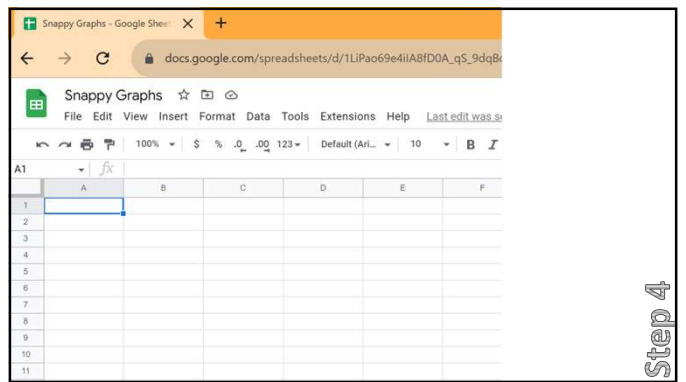 Snappy Graphs - Google Shee
docs.google.com/spreadsheets/d/1LiPao69e4iIA8fD0A_qS_9dqBc
Snappy Graphs
File Edit View Insert Format Data Tools Extensions Help Last edit was se
100% $ % .0 .00 123 Default (Ari... 10 B I
A1 fx
A B C D E F
1
2
3
4
5
6
7
8
9
10
11
Step 4